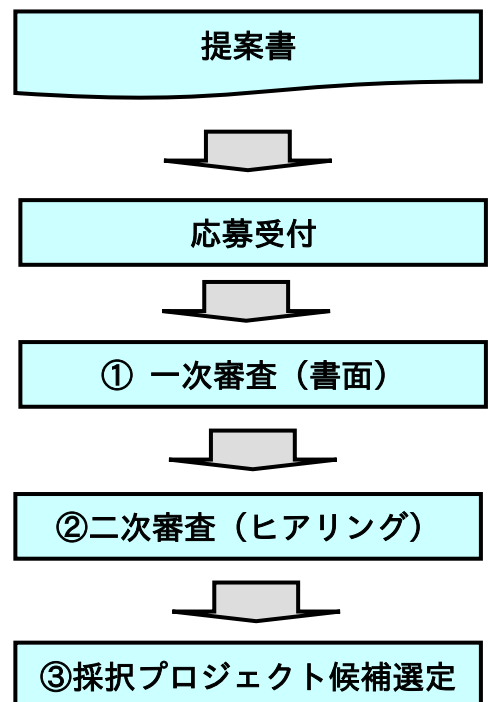 提案書
応募受付
① 一次審査（書面）
②二次審査（ヒアリング）
③採択プロジェクト候補選定